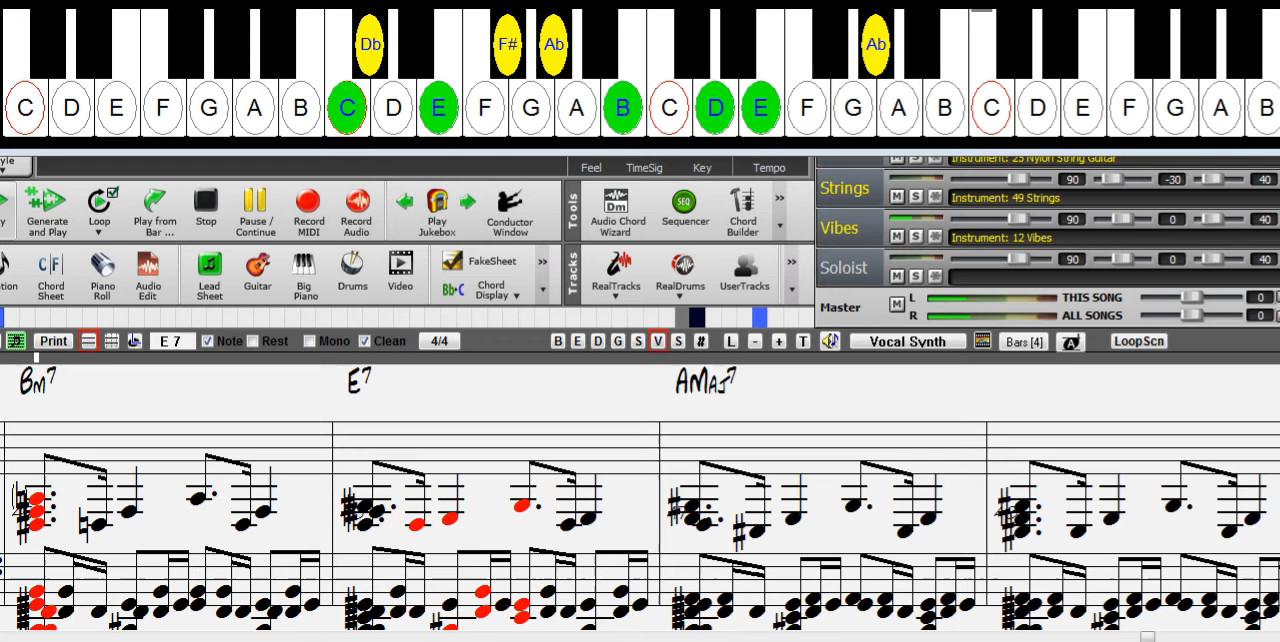 Db F# Ab Ab
C D E F G A B C D E F G A B C D E F G A B C D E F G A B
Feel TimeSig Key Tempo
Instrument: 25 Nylon String Guitar
Strings M S 90 -30 40
Instrument: 49 Strings
Vibes M S 90 0 40
Instrument: 12 Vibes
Soloist M S 90 0 40
Master M L THIS SONG 0
R ALL SONGS 0
Generate and Play
Loop
Play from Bar ...
Stop
Pause / Continue
Record MIDI
Record Audio
Play Jukebox
Conductor Window
Tools
Dm
Audio Chord Wizard
SEQ
Sequencer
Chord Builder
C F
Chord Sheet
Piano Roll
Audio Edit
Lead Sheet
Guitar
Big Piano
Drums
Video
FakeSheet
Bb·C
Chord Display
Tracks
RealTracks
RealDrums
UserTracks
Print E 7 Note Rest Mono Clean 4/4 B E D G S V S # L - + T Vocal Synth Bars [4] A LoopScn
Bm7 E7 AMaj7